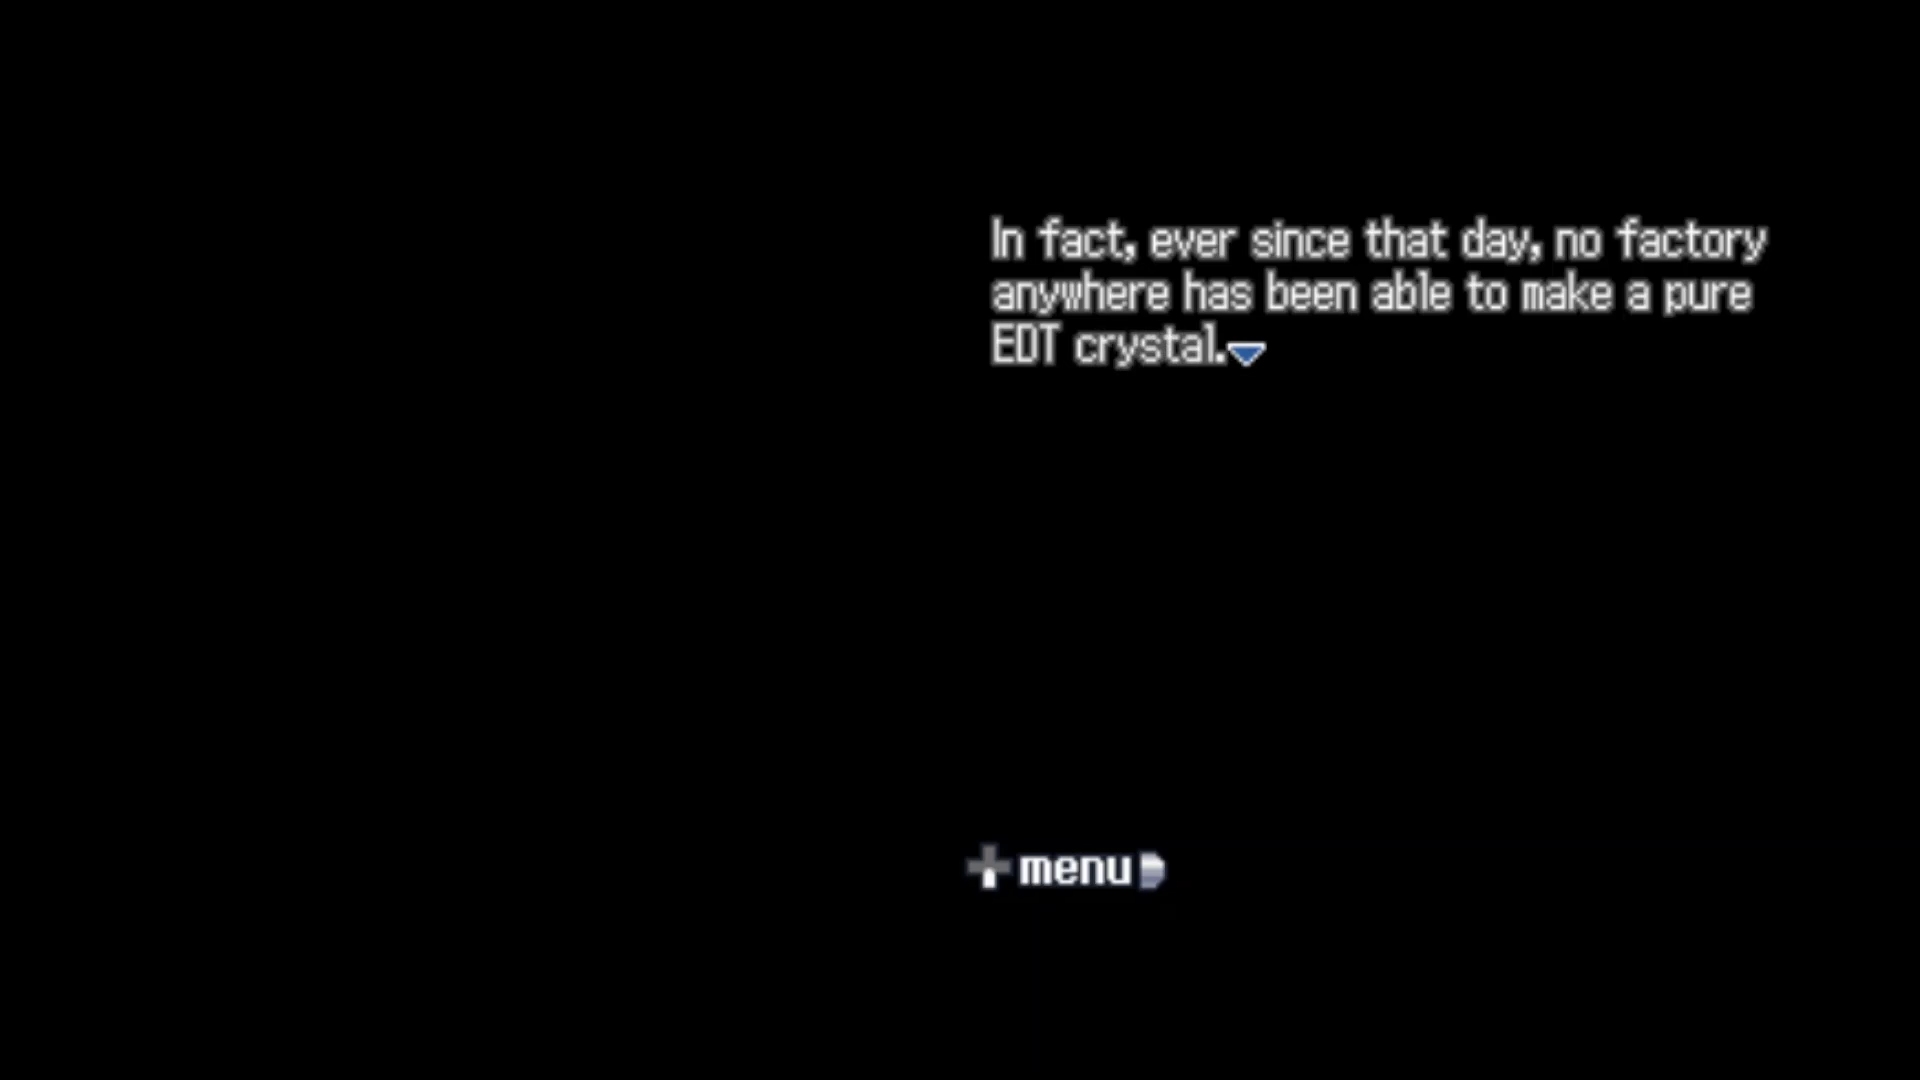 In fact, ever since that day, no factory
anywhere has been able to make a pure
EDT crystal.
menu